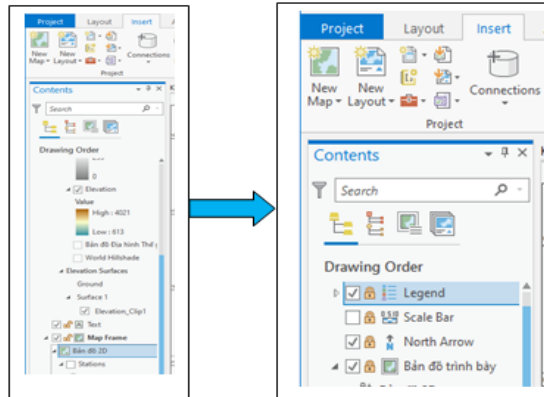 Project Layout Insert
New Map New Layout Connections
Project
Contents
Search
Drawing Order
0
Elevation
Value
High : 4021
Low : 613
Bản đồ Địa hình Thế
World Hillshade
Elevation Surfaces
Ground
Surface 1
Elevation_Clip1
Text
Map Frame
Bản đồ 2D
Stations
Project Layout Insert
New Map New Layout Connections
Project
Contents
Search
Drawing Order
Legend
Scale Bar
North Arrow
Bản đồ trình bày